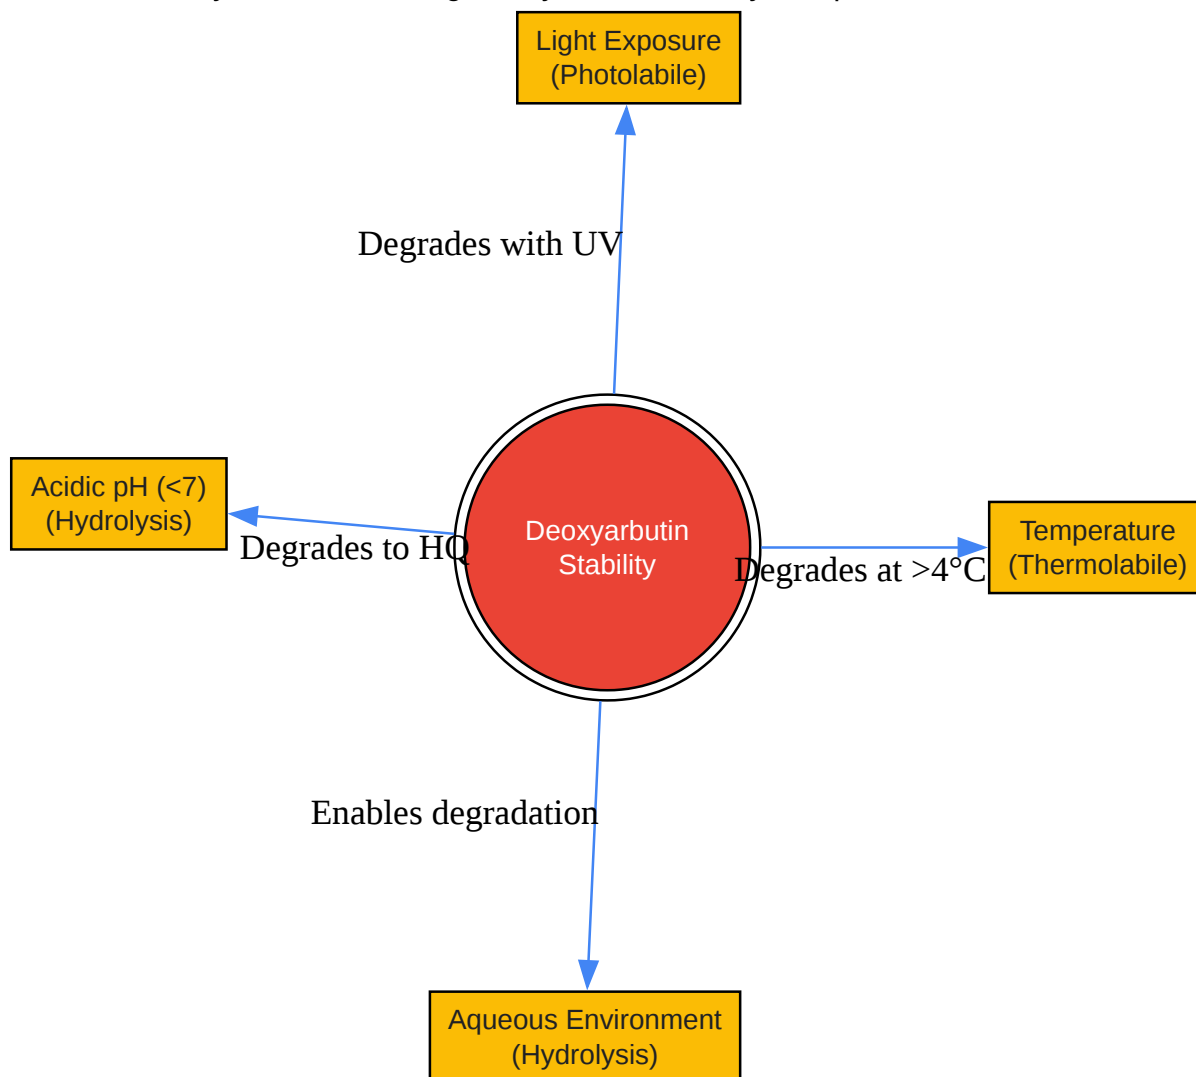 Light Exposure
(Photolabile)
Degrades with UV
Acidic pH (<7)
(Hydrolysis)
Degrades to HQ
Deoxyarbutin
Stability
Degrades at >4°C
Temperature
(Thermolabile)
Enables degradation
Aqueous Environment
(Hydrolysis)